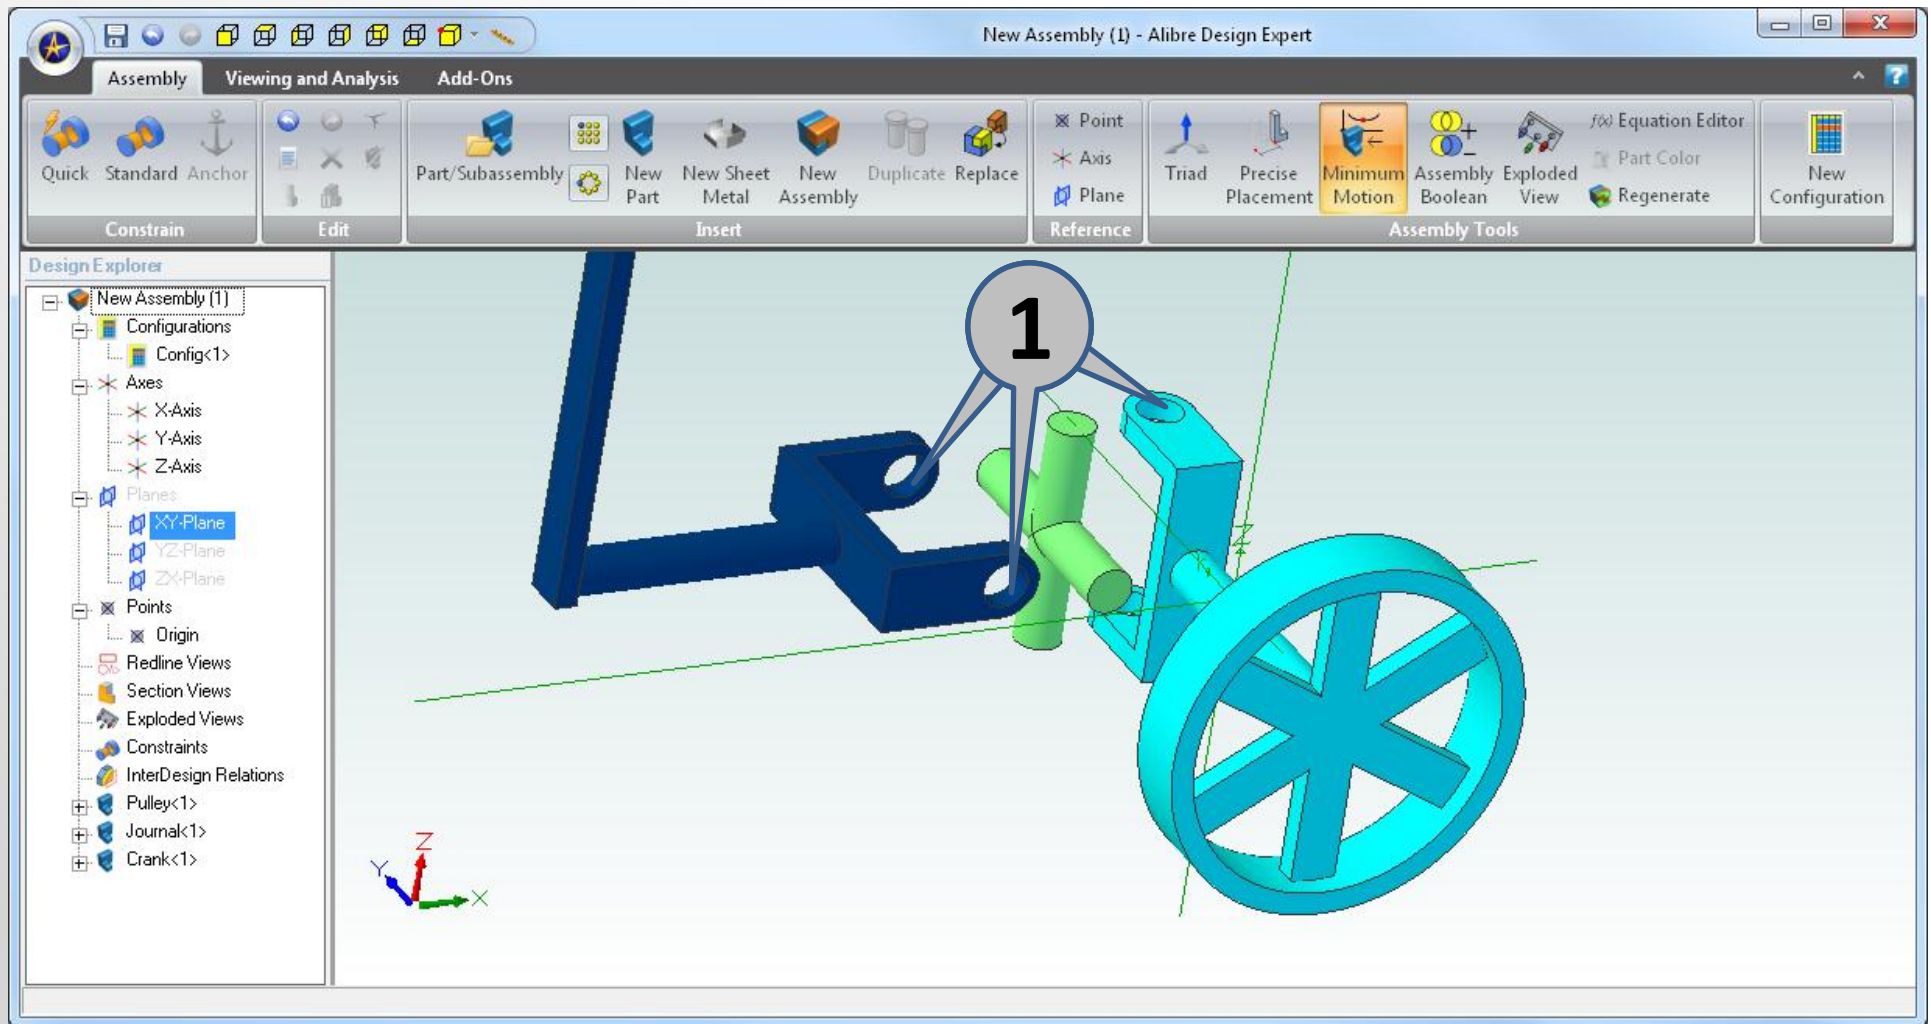 New Assembly (1) - Alibre Design Expert
Assembly Viewing and Analysis Add-Ons
Quick Standard Anchor
Constrain
Edit
Part/Subassembly
New Part
New Sheet Metal
New Assembly
Duplicate Replace
Insert
Point
Axis
Plane
Reference
Triad
Precise Placement
Minimum Motion
Assembly Boolean
Exploded View
f(x) Equation Editor
Part Color
Regenerate
Assembly Tools
New Configuration
Design Explorer
New Assembly (1)
Configurations
Config<1>
Axes
X-Axis
Y-Axis
Z-Axis
Planes
XY-Plane
YZ-Plane
ZX-Plane
Points
Origin
Redline Views
Section Views
Exploded Views
Constraints
InterDesign Relations
Pulley<1>
Journal<1>
Crank<1>
1
Z
Y
X